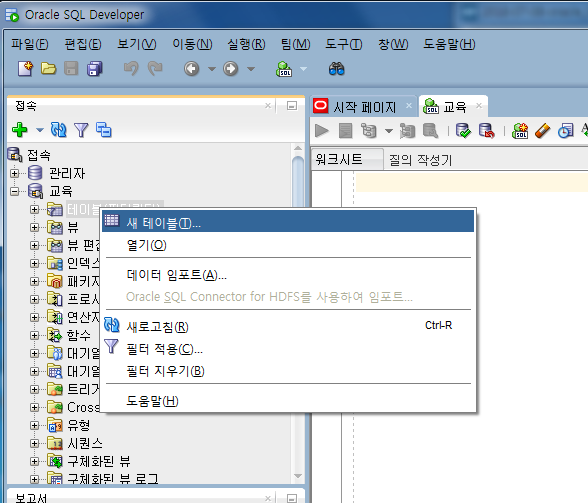 Oracle SQL Developer
파일(F) 편집(E) 보기(V) 이동(N) 실행(R) 팀(M) 도구(T) 창(W) 도움말(H)
SQL
접속
시작 페이지
교육
워크시트
질의 작성기
접속
관리자
교육
테이블(필터링됨)
뷰
뷰 편집
인덱스
패키지
프로시
연산자
함수
대기열
대기열
트리거
Cross
유형
시퀀스
구체화된 뷰
구체화된 뷰 로그
새 테이블(T)...
열기(O)
데이터 임포트(A)...
Oracle SQL Connector for HDFS를 사용하여 임포트...
새로고침(R) Ctrl-R
필터 적용(C)...
필터 지우기(B)
도움말(H)
보고서